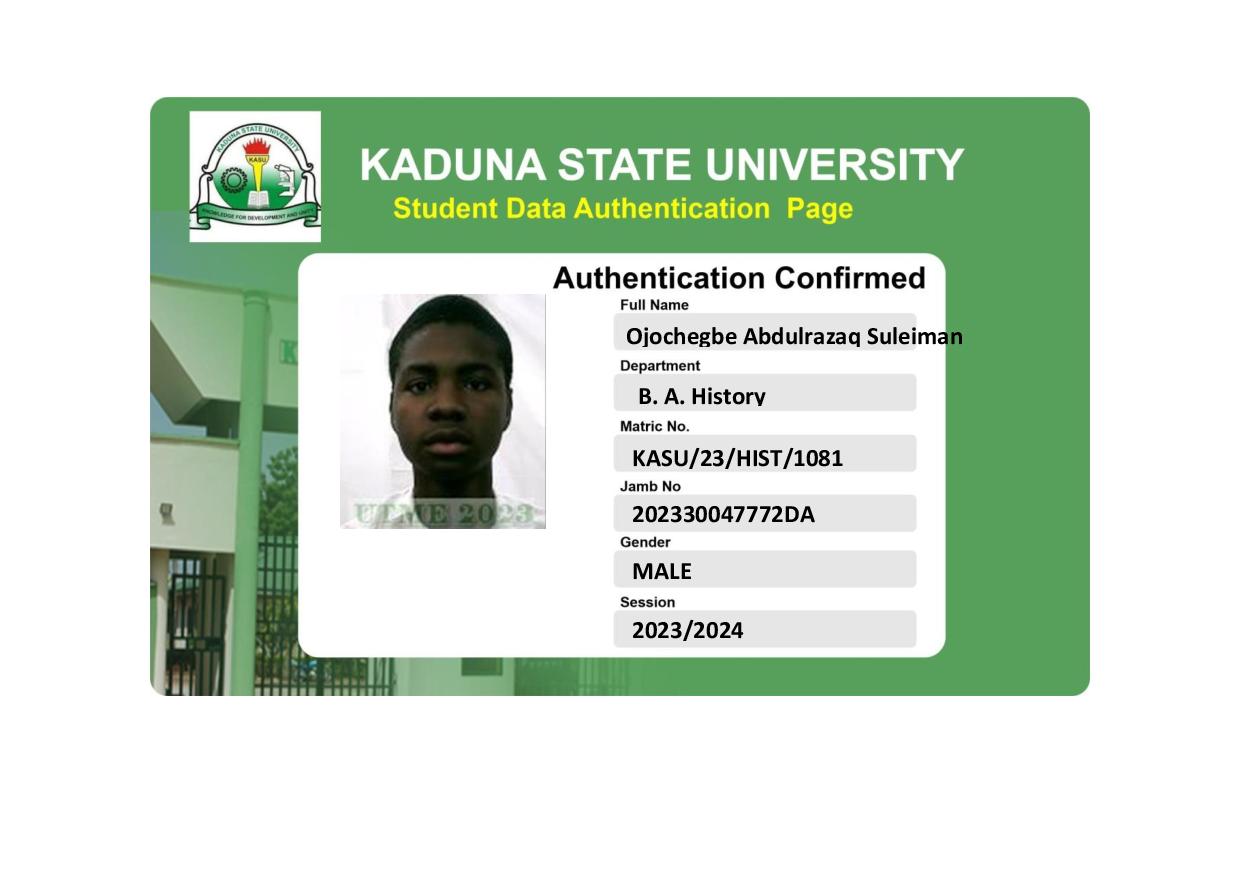 KADUNA STATE UNIVERSITY
KASU
KNOWLEDGE FOR DEVELOPMENT AND UNITY
KADUNA STATE UNIVERSITY
Student Data Authentication Page
K
Authentication Confirmed
Full Name
Ojochegbe Abdulrazaq Suleiman
Department
B. A. History
Matric No.
KASU/23/HIST/1081
Jamb No
202330047772DA
Gender
MALE
Session
2023/2024
UTME 2023